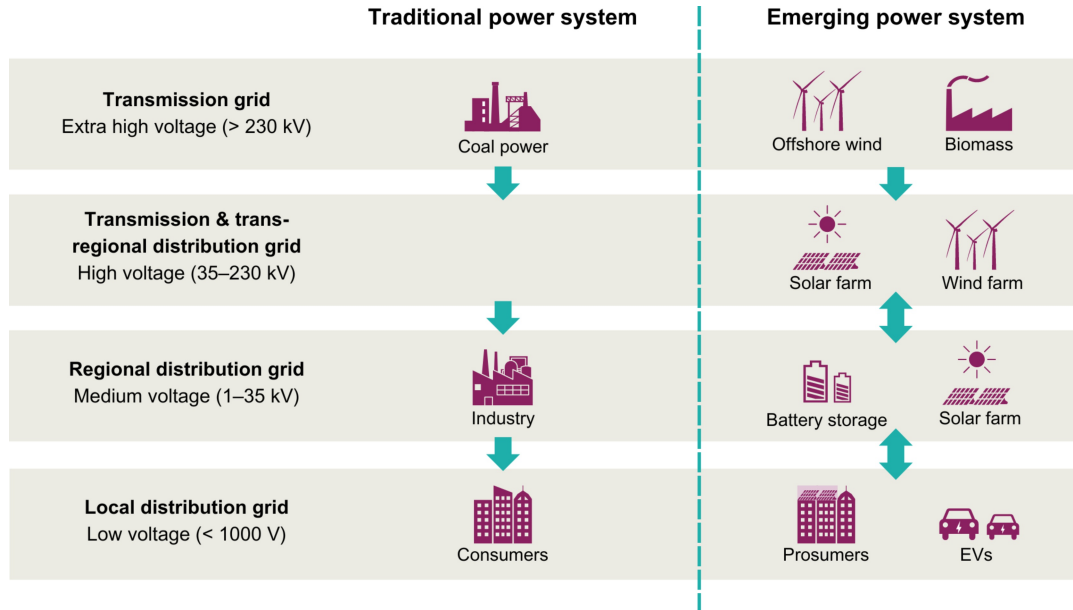 Traditional power system
Emerging power system
Transmission grid
Extra high voltage (> 230 kV)
Coal power
Offshore wind
Biomass
Transmission & trans-
regional distribution grid
High voltage (35–230 kV)
Solar farm
Wind farm
Regional distribution grid
Medium voltage (1–35 kV)
Industry
Battery storage
Solar farm
Local distribution grid
Low voltage (< 1000 V)
Consumers
Prosumers
EVs